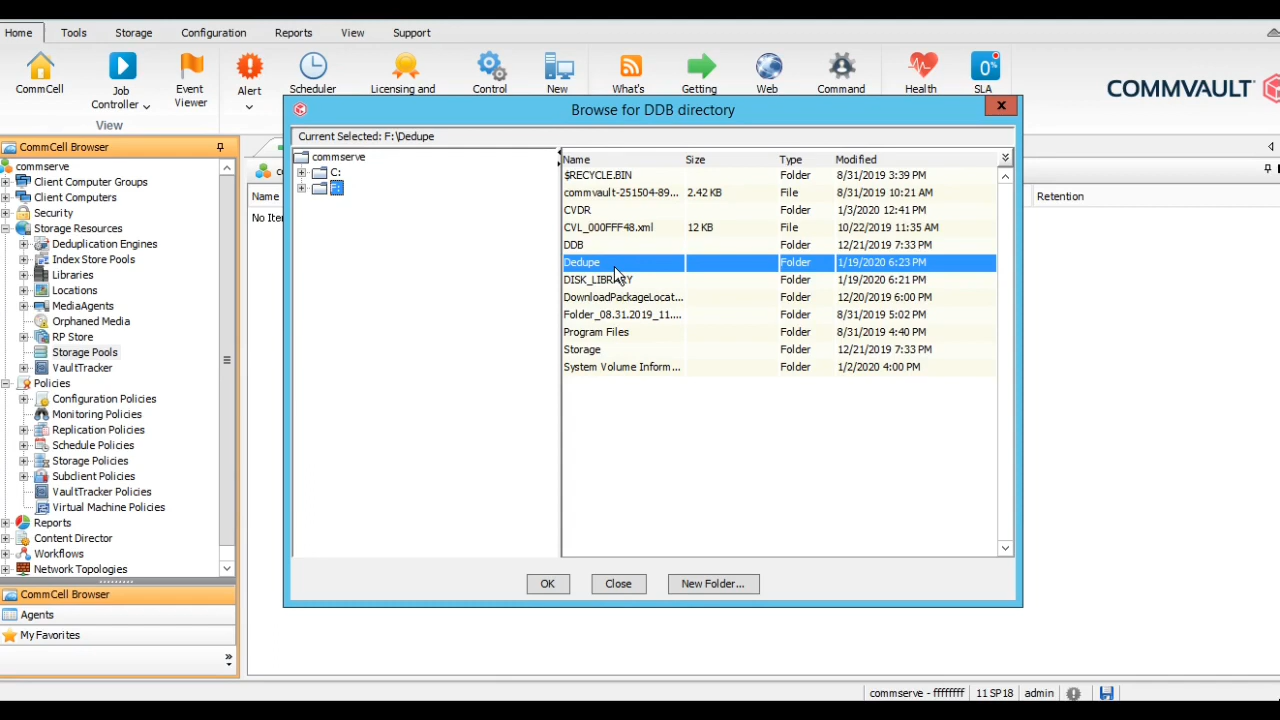 Home Tools Storage Configuration Reports View Support
CommCell
Job
Controller
Event
Viewer
Alert
Scheduler
Licensing and
Control
New
What's
Getting
Web
Command
Health
0%
SLA
View
COMMVAULT
Browse for DDB directory
Current Selected: F:\Dedupe
commserve
C:
F:
Name Size Type Modified
$RECYCLE.BIN Folder 8/31/2019 3:39 PM
commvault-251504-89... 2.42 KB File 8/31/2019 10:21 AM
CVDR Folder 1/3/2020 12:41 PM
CVL_000FFF48.xml 12 KB File 10/22/2019 11:35 AM
DDB Folder 12/21/2019 7:33 PM
Dedupe Folder 1/19/2020 6:23 PM
DISK_LIBRARY Folder 1/19/2020 6:21 PM
DownloadPackageLocat... Folder 12/20/2019 6:00 PM
Folder_08.31.2019_11.... Folder 8/31/2019 5:02 PM
Program Files Folder 8/31/2019 4:40 PM
Storage Folder 12/21/2019 7:33 PM
System Volume Inform... Folder 1/2/2020 4:00 PM
OK Close New Folder...
CommCell Browser
commserve
Client Computer Groups
Client Computers
Security
Storage Resources
Deduplication Engines
Index Store Pools
Libraries
Locations
MediaAgents
Orphaned Media
RP Store
Storage Pools
VaultTracker
Policies
Configuration Policies
Monitoring Policies
Replication Policies
Schedule Policies
Storage Policies
Subclient Policies
VaultTracker Policies
Virtual Machine Policies
Reports
Content Director
Workflows
Network Topologies
CommCell Browser
Agents
My Favorites
Name
No Ite
Retention
commserve - ffffffff 11 SP18 admin